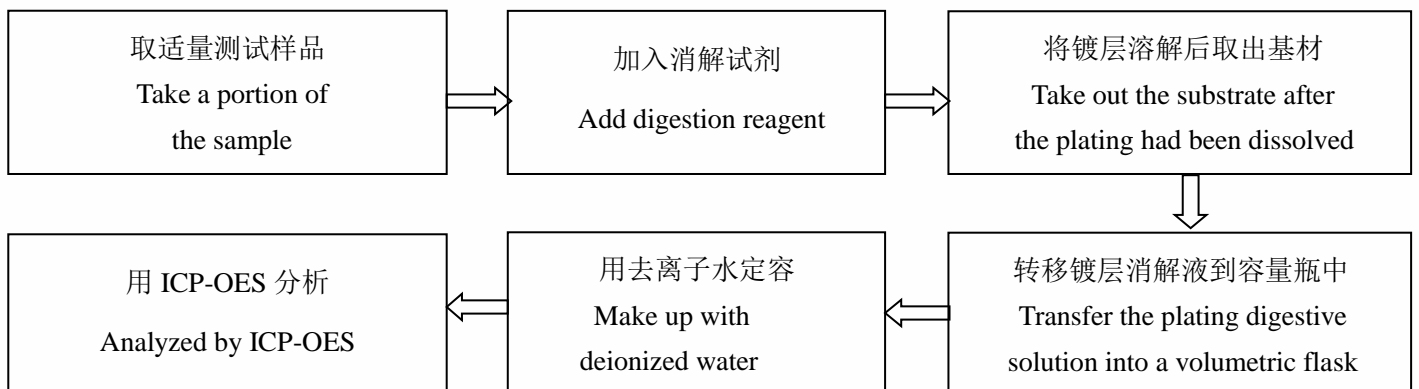 取适量测试样品
Take a portion of
the sample
加入消解试剂
Add digestion reagent
将镀层溶解后取出基材
Take out the substrate after
the plating had been dissolved
转移镀层消解液到容量瓶中
Transfer the plating digestive
solution into a volumetric flask
用去离子水定容
Make up with
deionized water
用 ICP-OES 分析
Analyzed by ICP-OES